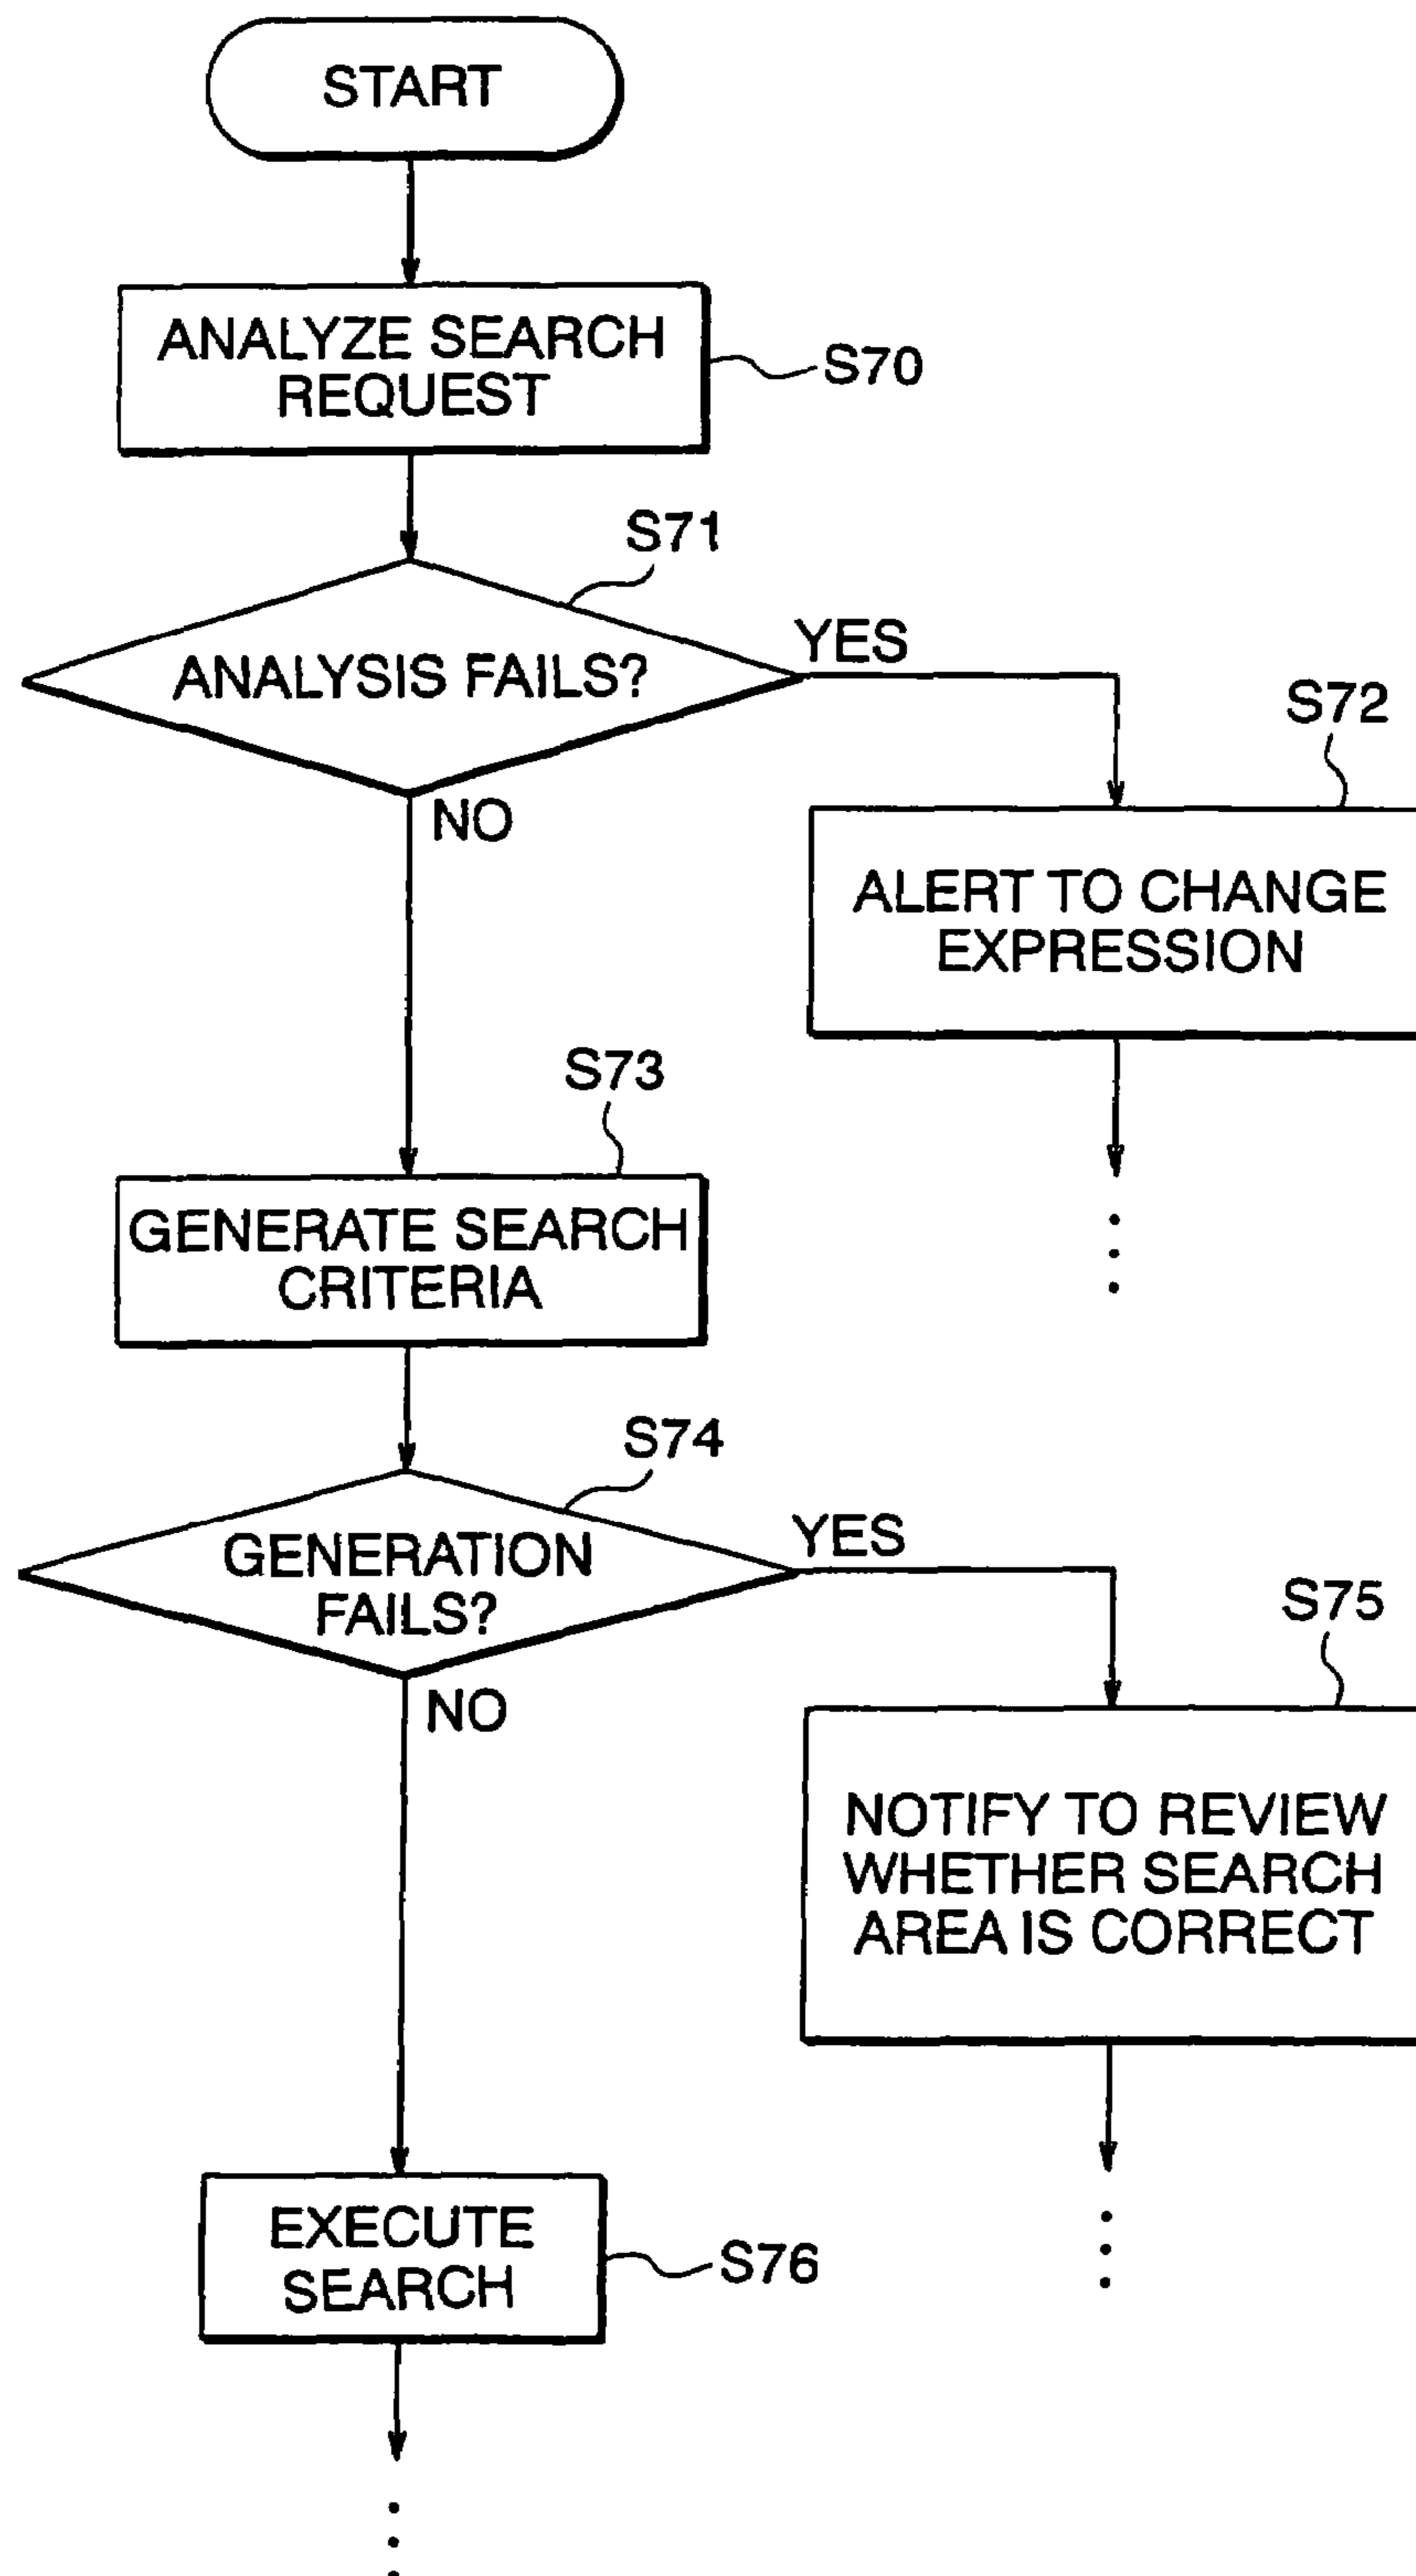 START
ANALYZE SEARCH
REQUEST
S70
S71
ANALYSIS FAILS?
YES
NO
S72
ALERT TO CHANGE
EXPRESSION
S73
GENERATE SEARCH
CRITERIA
S74
GENERATION
FAILS?
YES
NO
S75
NOTIFY TO REVIEW
WHETHER SEARCH
AREA IS CORRECT
EXECUTE
SEARCH
S76